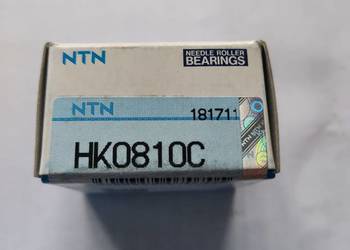 NTN
NEEDLE ROLLER
BEARINGS
NTN
181711
HK0810C